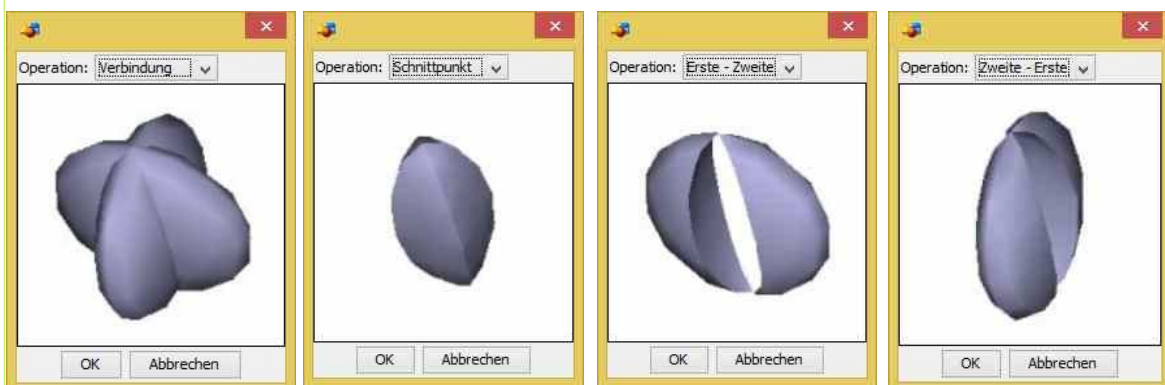 Operation: Verbindung
OK Abbrechen
Operation: Schnittpunkt
OK Abbrechen
Operation: Erste - Zweite
OK Abbrechen
Operation: Zweite - Erste
OK Abbrechen